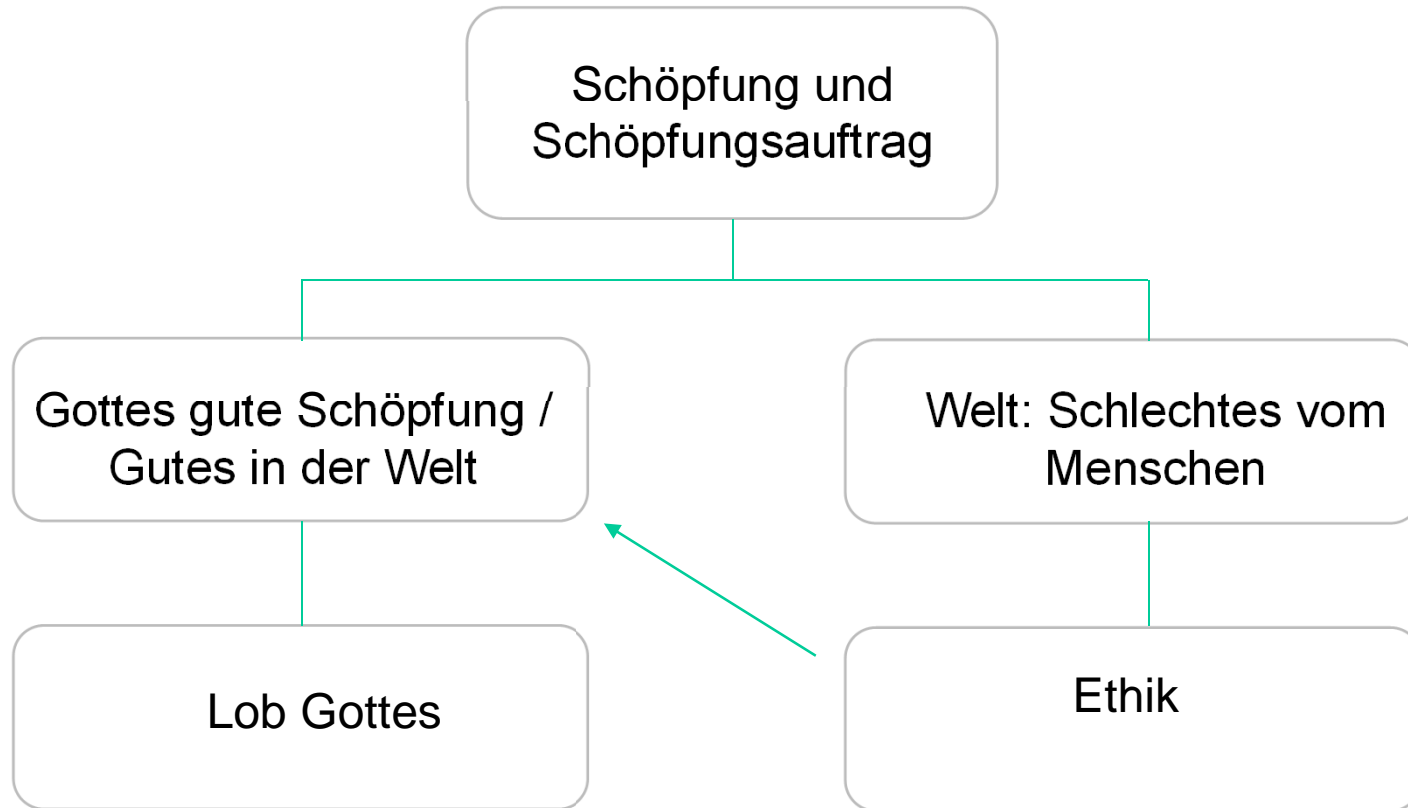 Schöpfung und
Schöpfungsauftrag
Gottes gute Schöpfung /
Gutes in der Welt
Welt: Schlechtes vom
Menschen
Lob Gottes
Ethik